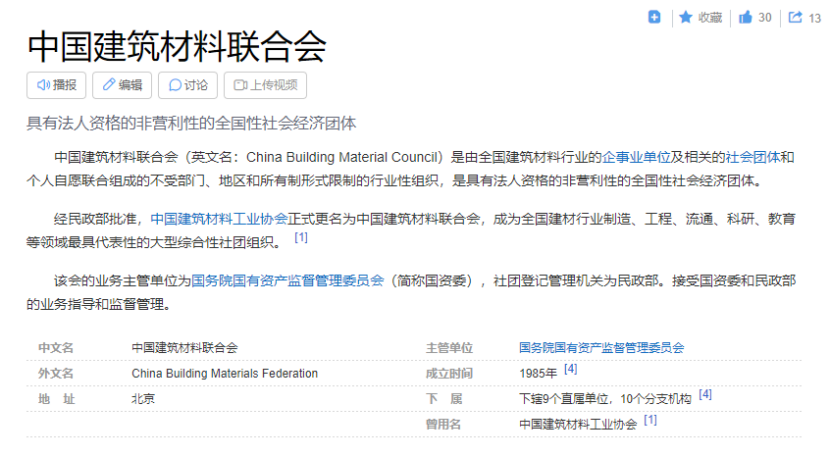 收藏 30 13
中国建筑材料联合会
播报 编辑 讨论 上传视频
具有法人资格的非营利性的全国性社会经济团体
中国建筑材料联合会（英文名：China Building Material Council）是由全国建筑材料行业的企事业单位及相关的社会团体和
个人自愿联合组成的不受部门、地区和所有制形式限制的行业性组织，是具有法人资格的非营利性的全国性社会经济团体。
经民政部批准，中国建筑材料工业协会正式更名为中国建筑材料联合会，成为全国建材行业制造、工程、流通、科研、教育
等领域最具代表性的大型综合性社团组织。 [1]
该会的业务主管单位为国务院国有资产监督管理委员会（简称国资委），社团登记管理机关为民政部。接受国资委和民政部
的业务指导和监督管理。
中文名 中国建筑材料联合会 主管单位 国务院国有资产监督管理委员会
外文名 China Building Materials Federation 成立时间 1985年 [4]
地 址 北京 下 属 下辖9个直属单位，10个分支机构 [4]
曾用名 中国建筑材料工业协会 [1]